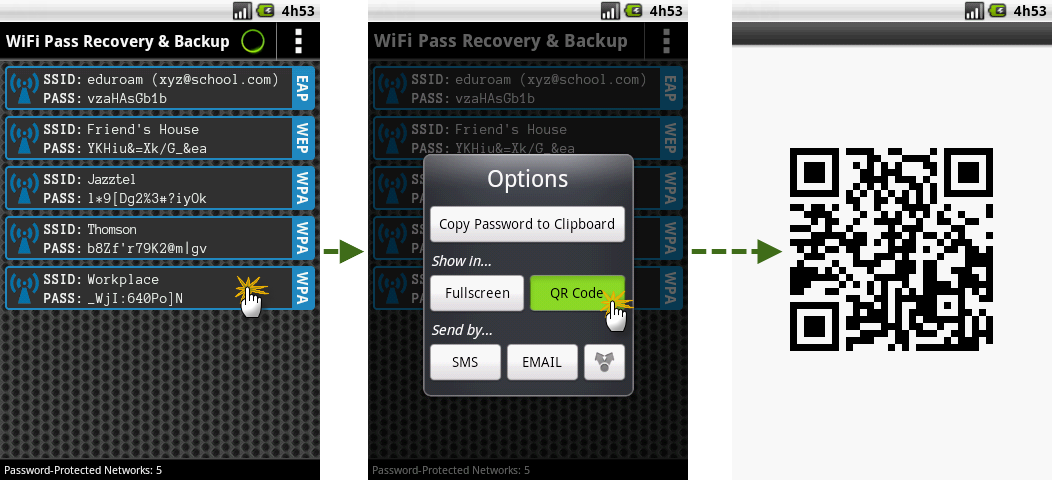 4h53
WiFi Pass Recovery & Backup
SSID: eduroam (xyz@school.com)
PASS: vzaHAsGb1b
EAP
SSID: Friend's House
PASS: YKHiu&=Xk/G_&ea
WEP
SSID: Jazztel
PASS: l*9[Dg2%3#?iyOk
WPA
SSID: Thomson
PASS: b8Zf'r79K2@m|gv
WPA
SSID: Workplace
PASS: _WjI:640Po]N
WPA
Password-Protected Networks: 5
4h53
WiFi Pass Recovery & Backup
SSID: eduroam (xyz@school.com)
PASS: vzaHAsGb1b
EAP
SSID: Friend's House
PASS: YKHiu&=Xk/G_&ea
WEP
WPA
WPA
WPA
Options
Copy Password to Clipboard
Show in...
Fullscreen
QR Code
Send by...
SMS
EMAIL
Password-Protected Networks: 5
4h53